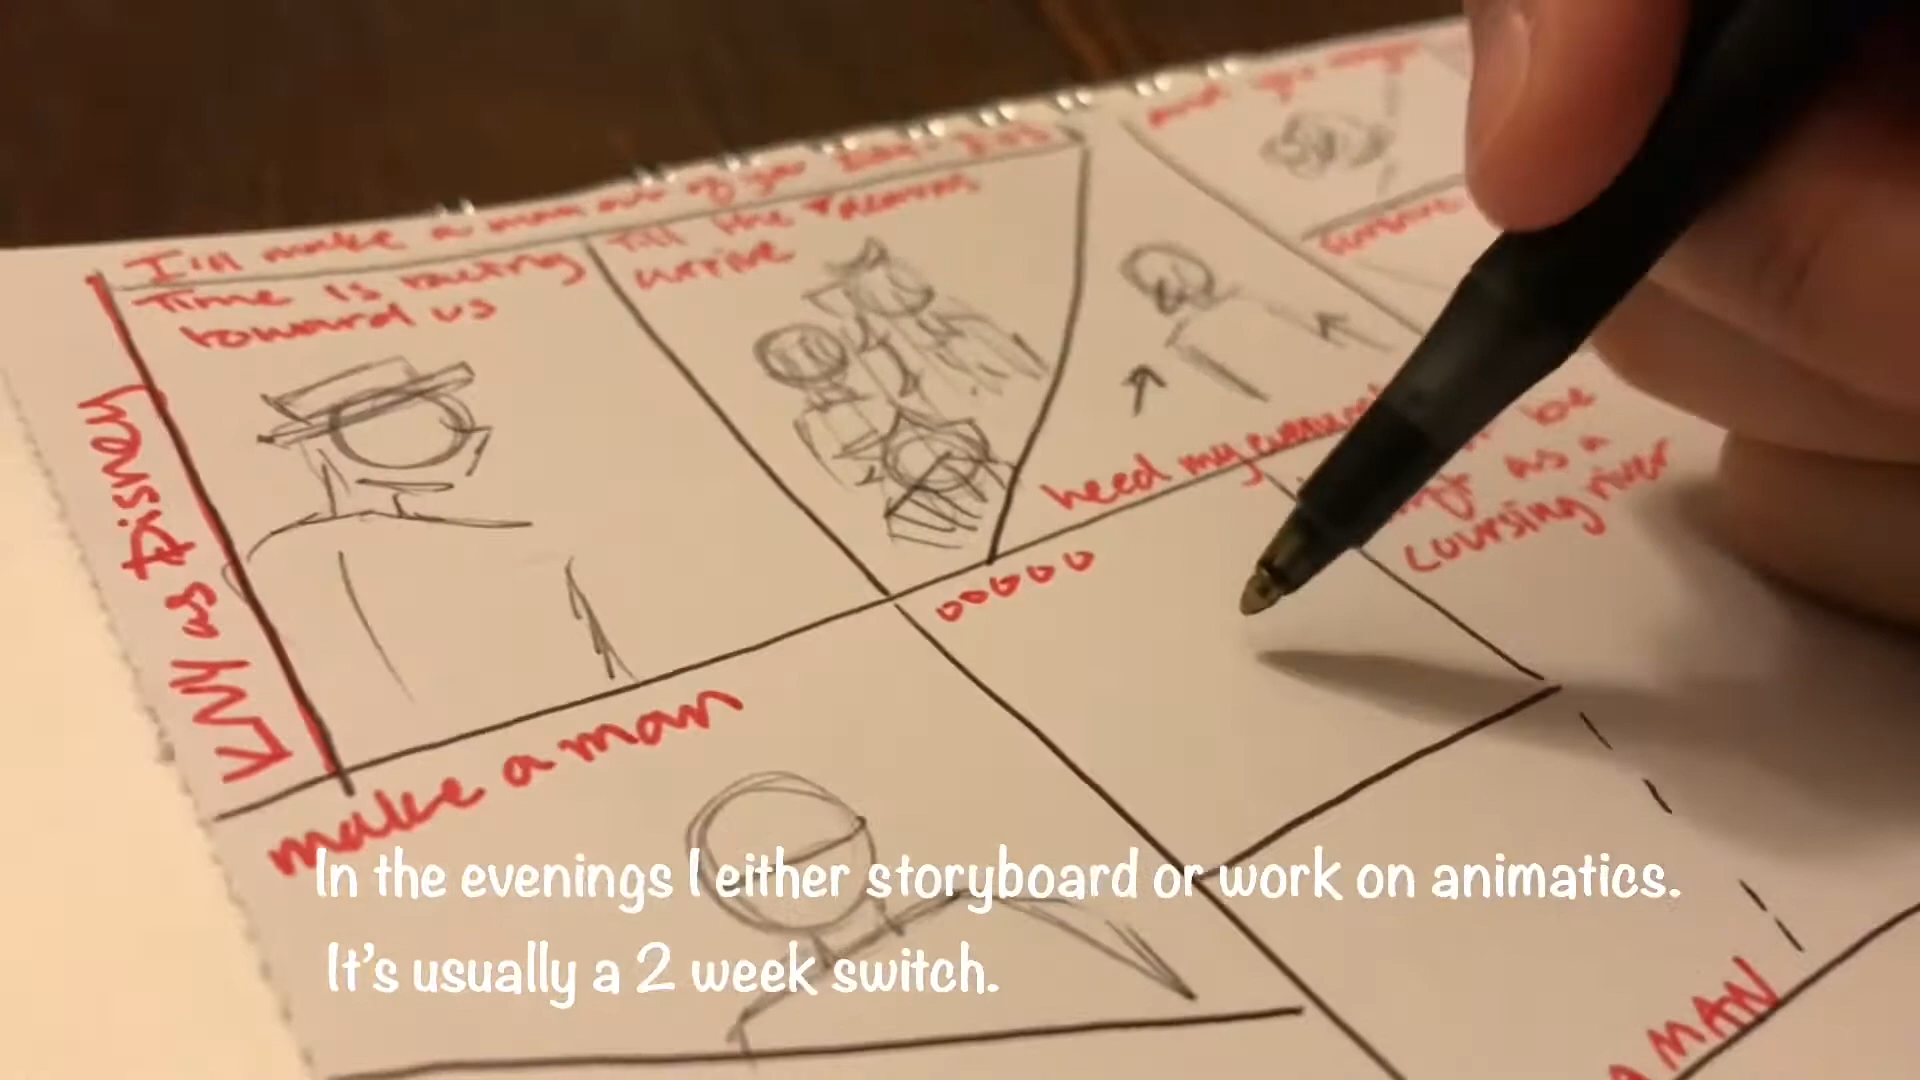 I'll make a man out of you
Time is racing
toward us
Till the
arrive
heed my every
be
as a
coursing river
as Disney
make a man
A MAN
In the evenings I either storyboard or work on animatics.
It's usually a 2 week switch.